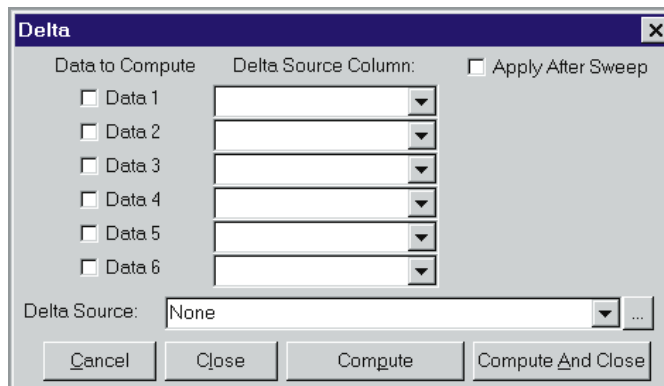 Delta
Data to Compute Delta Source Column: Apply After Sweep
Data 1
Data 2
Data 3
Data 4
Data 5
Data 6
Delta Source: None ...
Cancel Close Compute Compute And Close